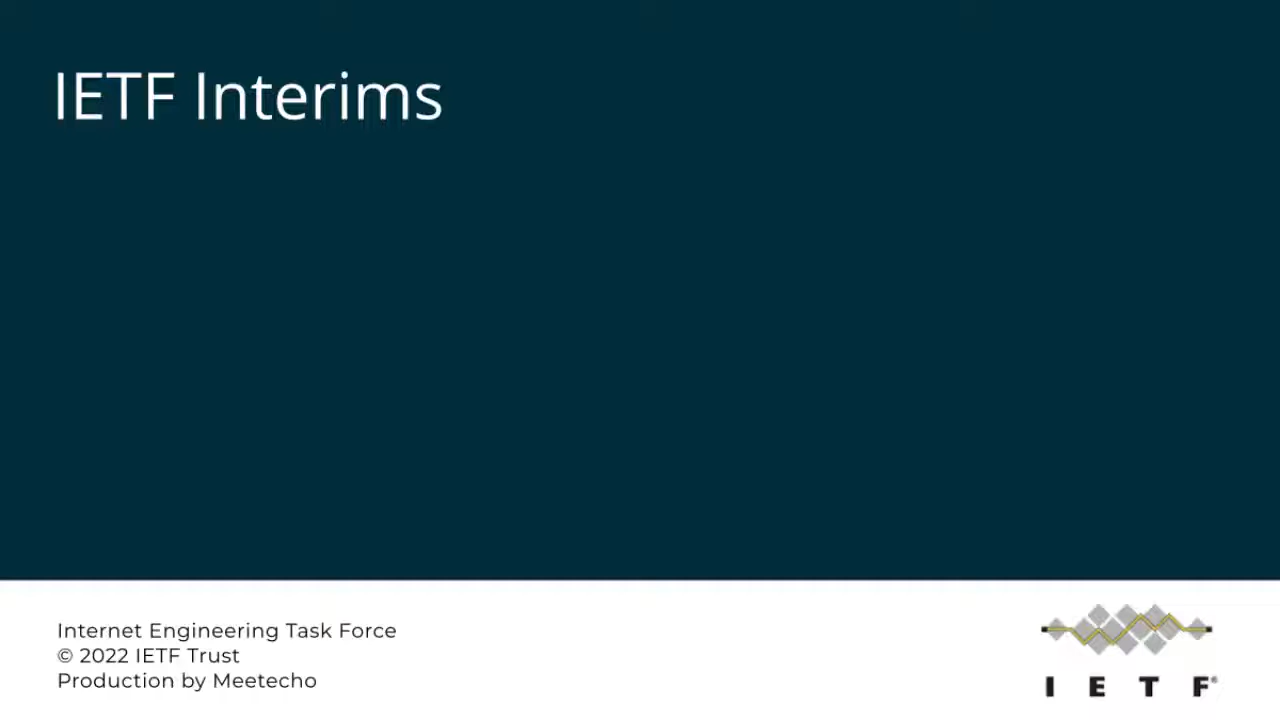 IETF Interims
Internet Engineering Task Force
© 2022 IETF Trust
Production by Meetecho
I E T F®